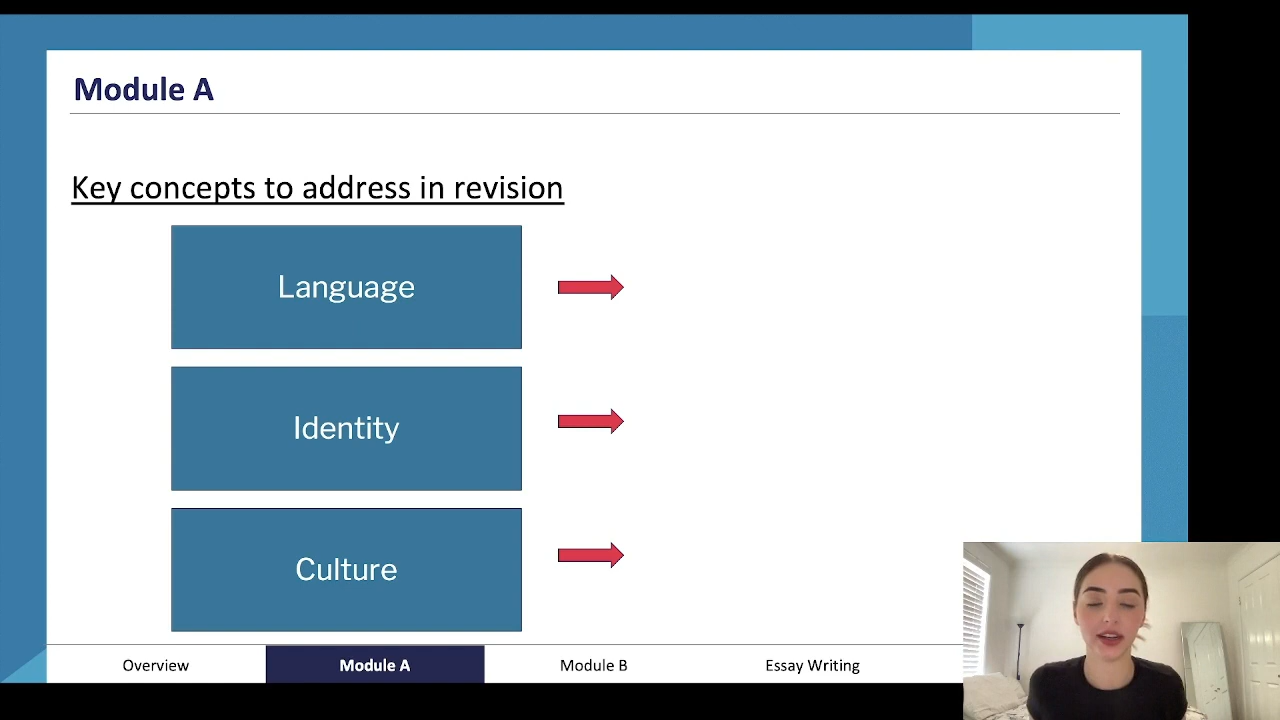 Module A
Key concepts to address in revision
Language
Identity
Culture
Overview
Module A
Module B
Essay Writing